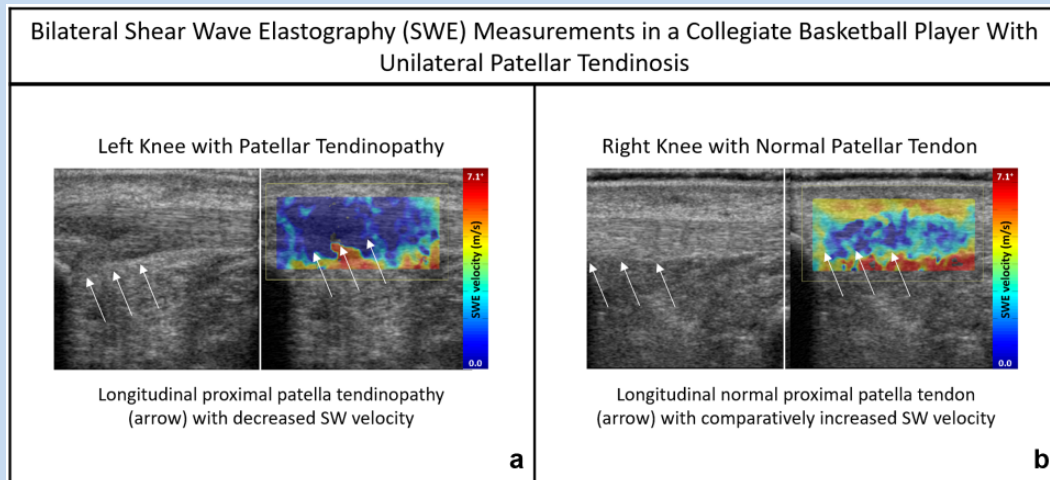 Bilateral Shear Wave Elastography (SWE) Measurements in a Collegiate Basketball Player With
Unilateral Patellar Tendinosis
Left Knee with Patellar Tendinopathy
7.1*
SWE velocity (m/s)
0.0
Longitudinal proximal patella tendinopathy
(arrow) with decreased SW velocity
a
Right Knee with Normal Patellar Tendon
7.1*
SWE velocity (m/s)
0.0
Longitudinal normal proximal patella tendon
(arrow) with comparatively increased SW velocity
b